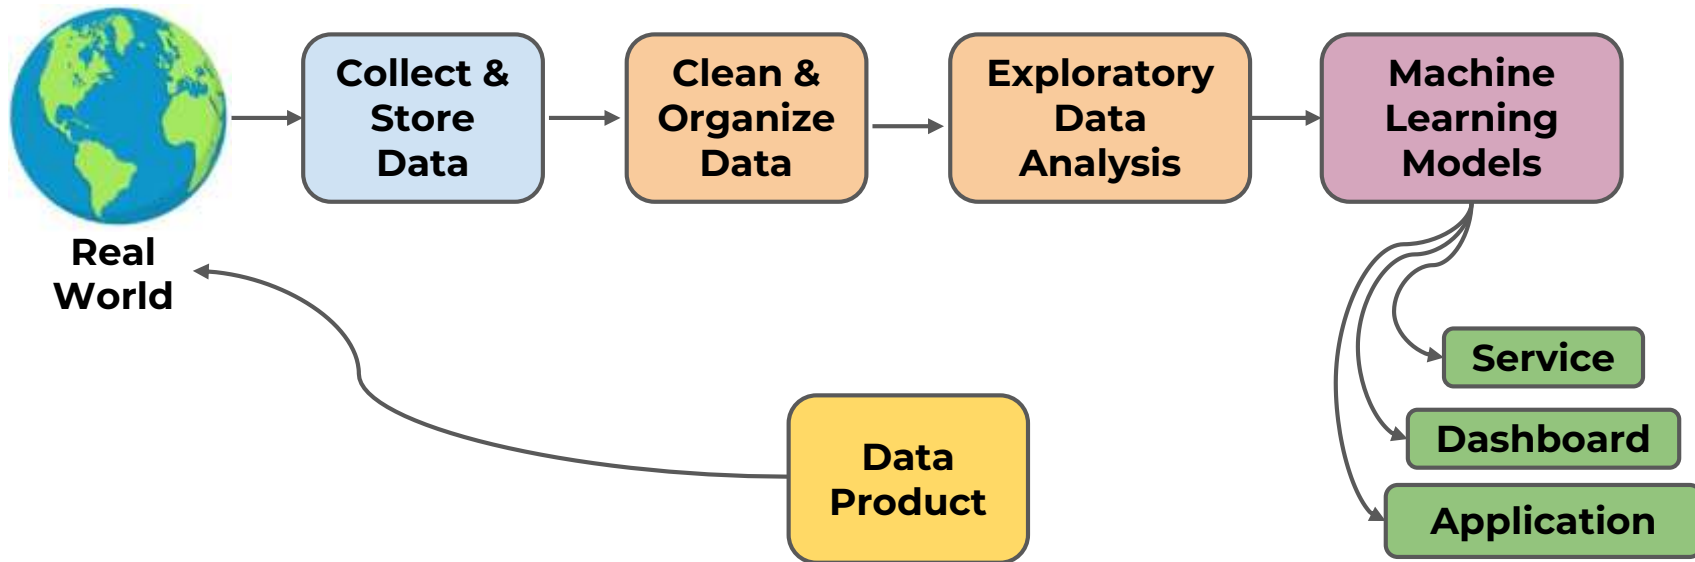 Collect &
Store
Data
Clean &
Organize
Data
Exploratory
Data
Analysis
Machine
Learning
Models
Real
World
Service
Dashboard
Application
Data
Product